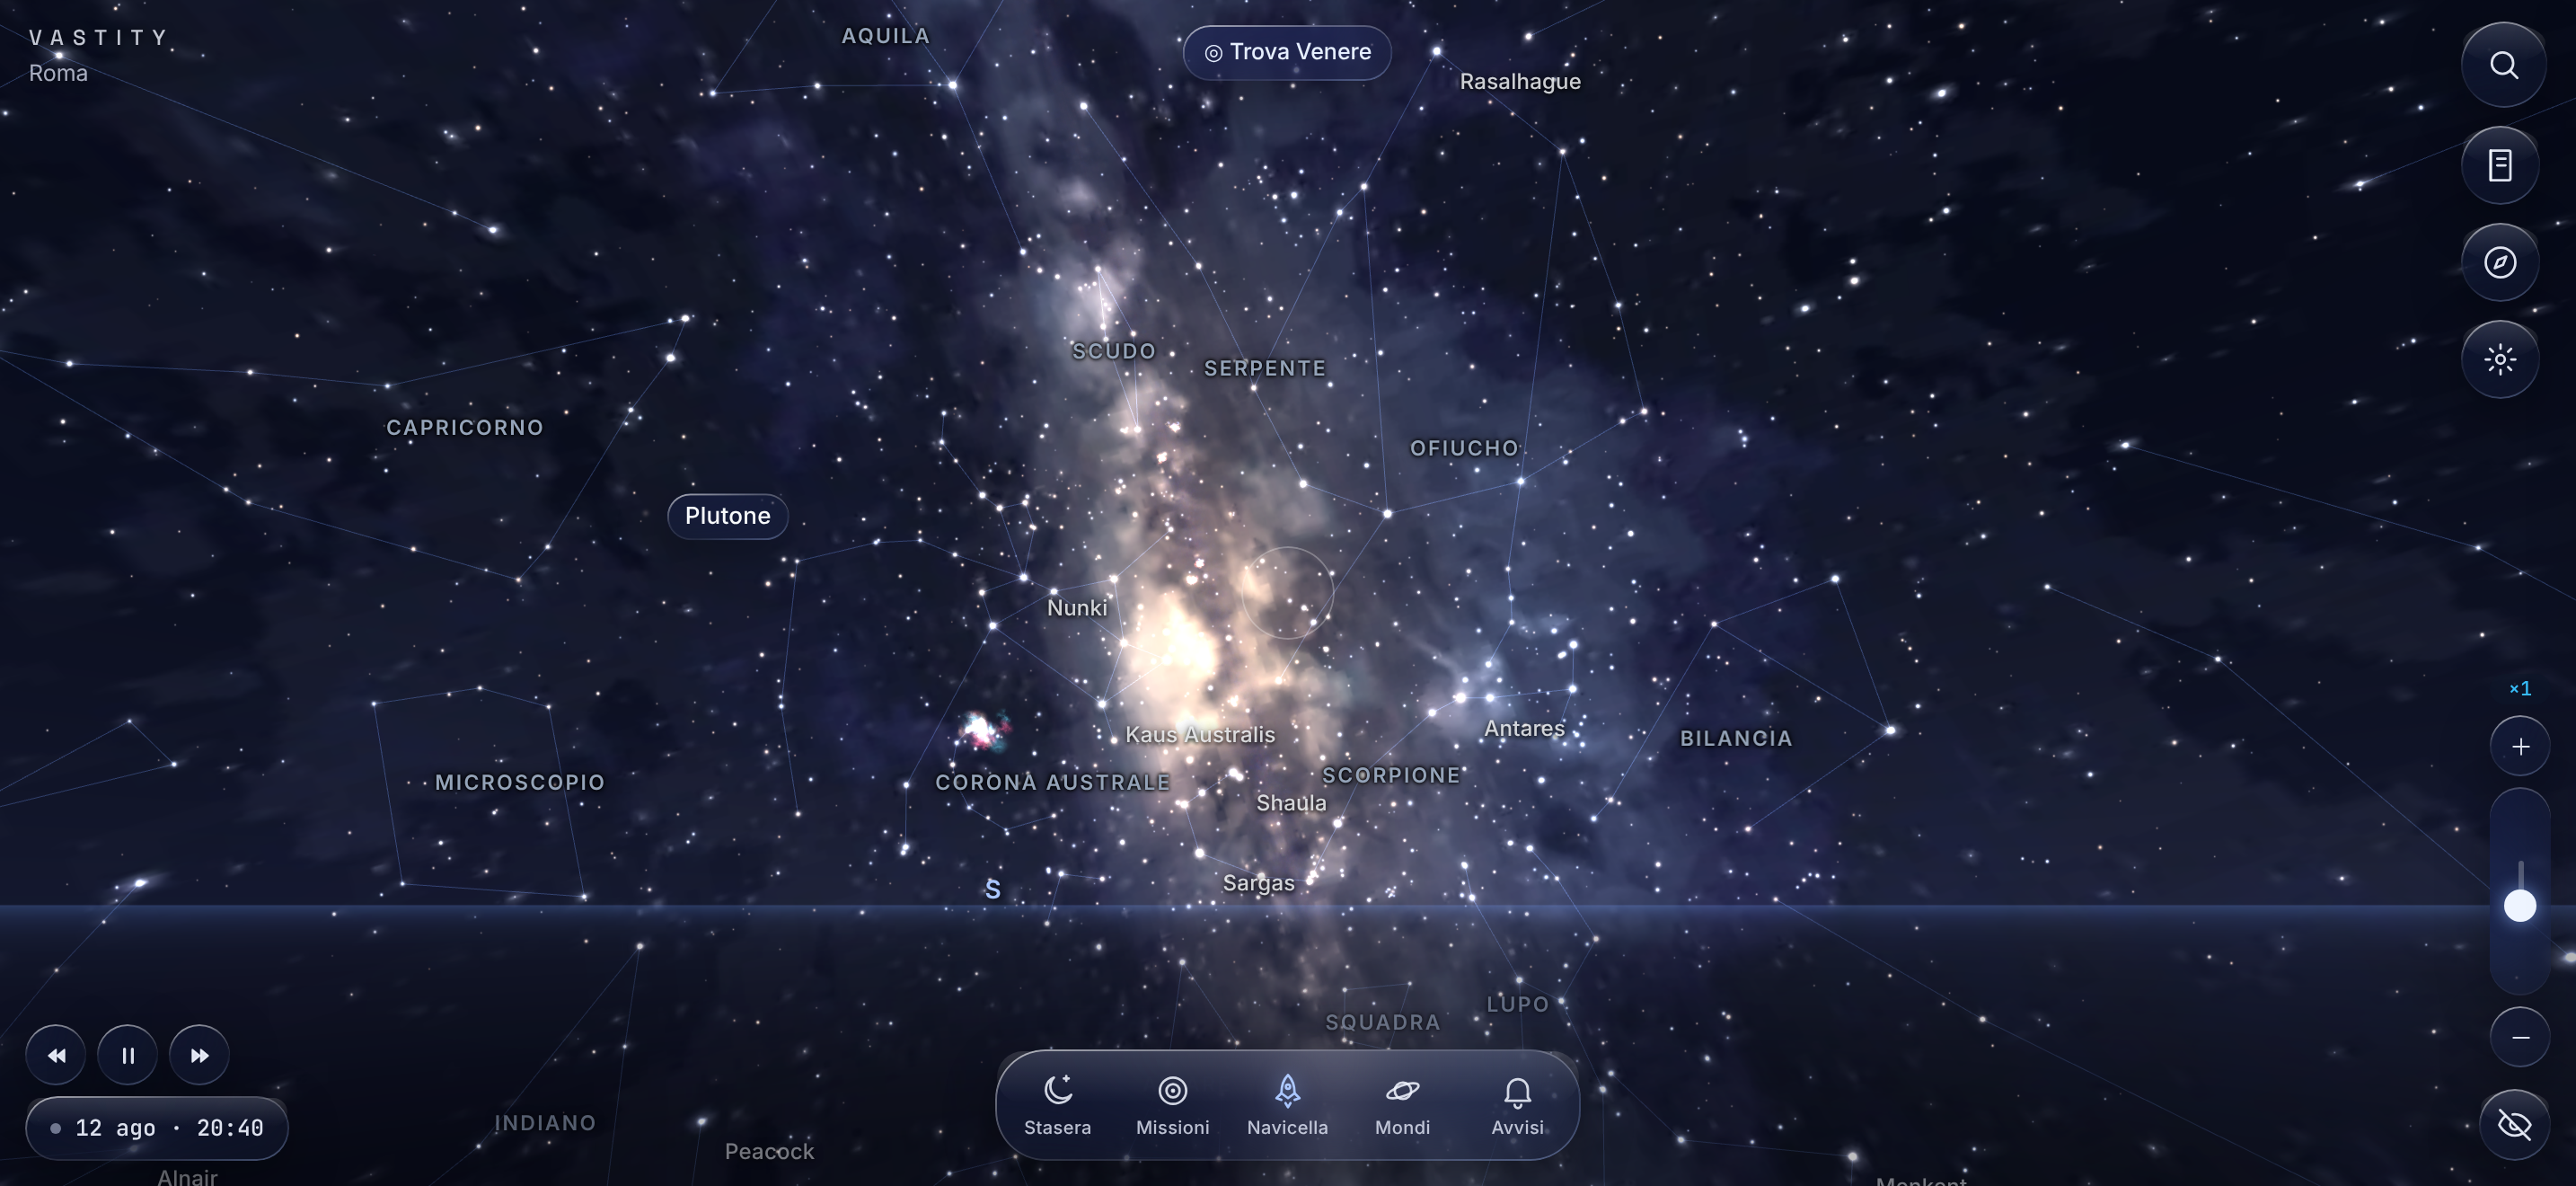 VASTITY
Roma
AQUILA
Trova Venere
Rasalhague
SCUDO
SERPENTE
CAPRICORNO
OFIUCHO
Plutone
Nunki
×1
Kaus Australis
Antares
BILANCIA
MICROSCOPIO
CORONA AUSTRALE
SCORPIONE
Shaula
Sargas
S
LUPO
SQUADRA
INDIANO
Peacock
12 ago · 20:40
Alnair
Stasera
Missioni
Navicella
Mondi
Avvisi